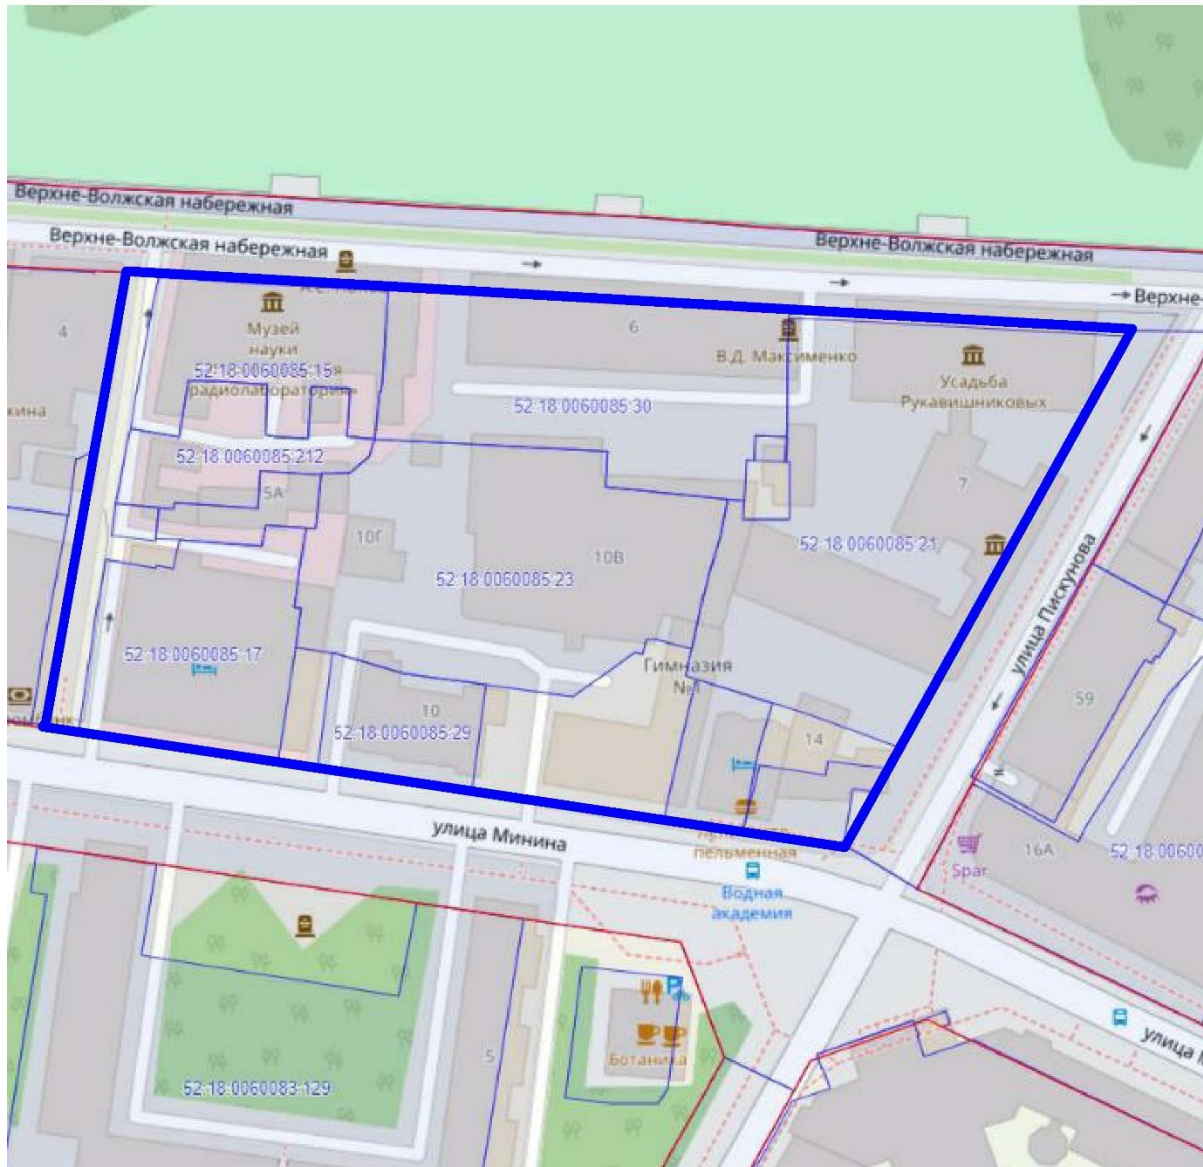 Верхне-Волжская набережная
Верхне-Волжская набережная
Верхне-Волжская набережная
Верхне-
4
Музей
науки
52:18:0060085:15
радиолаборатория»
6
В.Д. Максименко
Усадьба
Рукавишниковых
52:18:0060085:30
кина
52:18:0060085:212
5А
10Г
10В
7
52:18:0060085:21
52:18:0060085:23
улица Пискунова
52:18:0060085:17
Гимназия
№1
59
10
52:18:0060085:29
14
улица Минина
пельменная
Водная
академия
Spar
16А
52:18:00600
5
Ботаника
52:18:0060083:129
улица